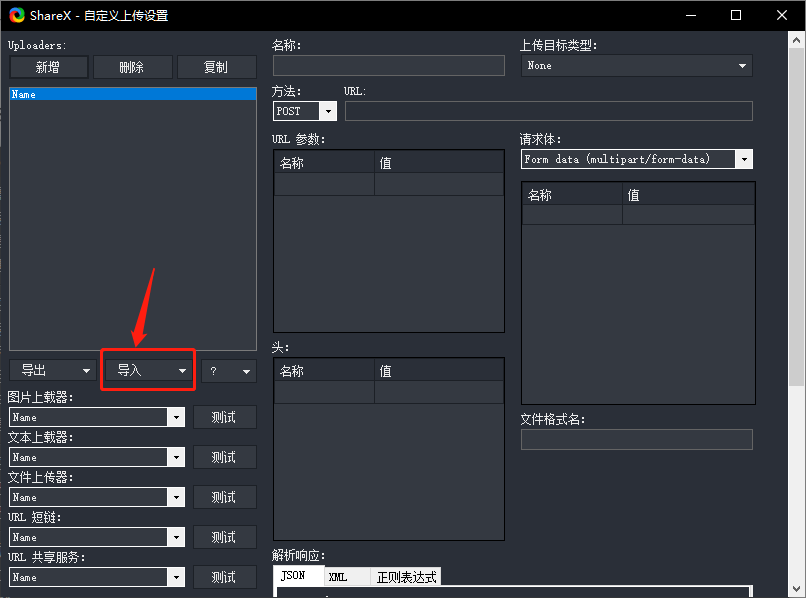 ShareX - 自定义上传设置
Uploaders:
新增 删除 复制
Name
导出 导入 ?
图片上载器:
Name 测试
文本上载器:
Name 测试
文件上传器:
Name 测试
URL 短链:
Name 测试
URL 共享服务:
Name 测试
名称:
方法: URL:
POST
URL 参数:
名称 值
头:
名称 值
解析响应:
JSON XML 正则表达式
上传目标类型:
None
请求体:
Form data (multipart/form-data)
名称 值
文件格式名: